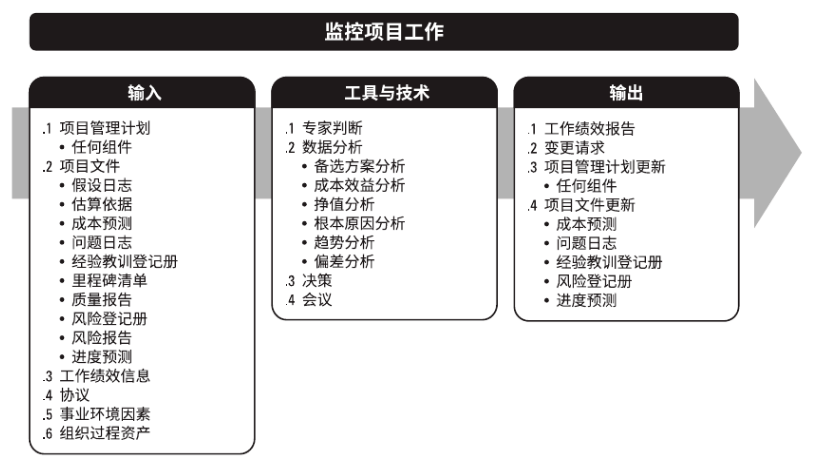 监控项目工作
输入
.1 项目管理计划
• 任何组件
.2 项目文件
• 假设日志
• 估算依据
• 成本预测
• 问题日志
• 经验教训登记册
• 里程碑清单
• 质量报告
• 风险登记册
• 风险报告
• 进度预测
.3 工作绩效信息
.4 协议
.5 事业环境因素
.6 组织过程资产
工具与技术
.1 专家判断
.2 数据分析
• 备选方案分析
• 成本效益分析
• 挣值分析
• 根本原因分析
• 趋势分析
• 偏差分析
.3 决策
.4 会议
输出
.1 工作绩效报告
.2 变更请求
.3 项目管理计划更新
• 任何组件
.4 项目文件更新
• 成本预测
• 问题日志
• 经验教训登记册
• 风险登记册
• 进度预测